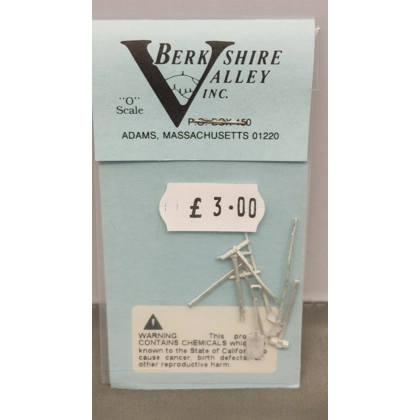 BERKSHIRE
VALLEY
INC.
"O"
Scale
P.O. BOX 150
ADAMS, MASSACHUSETTS 01220
£ 3.00
WARNING: This pro
CONTAINS CHEMICALS whic
known to the State of Califor to
cause cancer, birth defects
other reproductive harm.